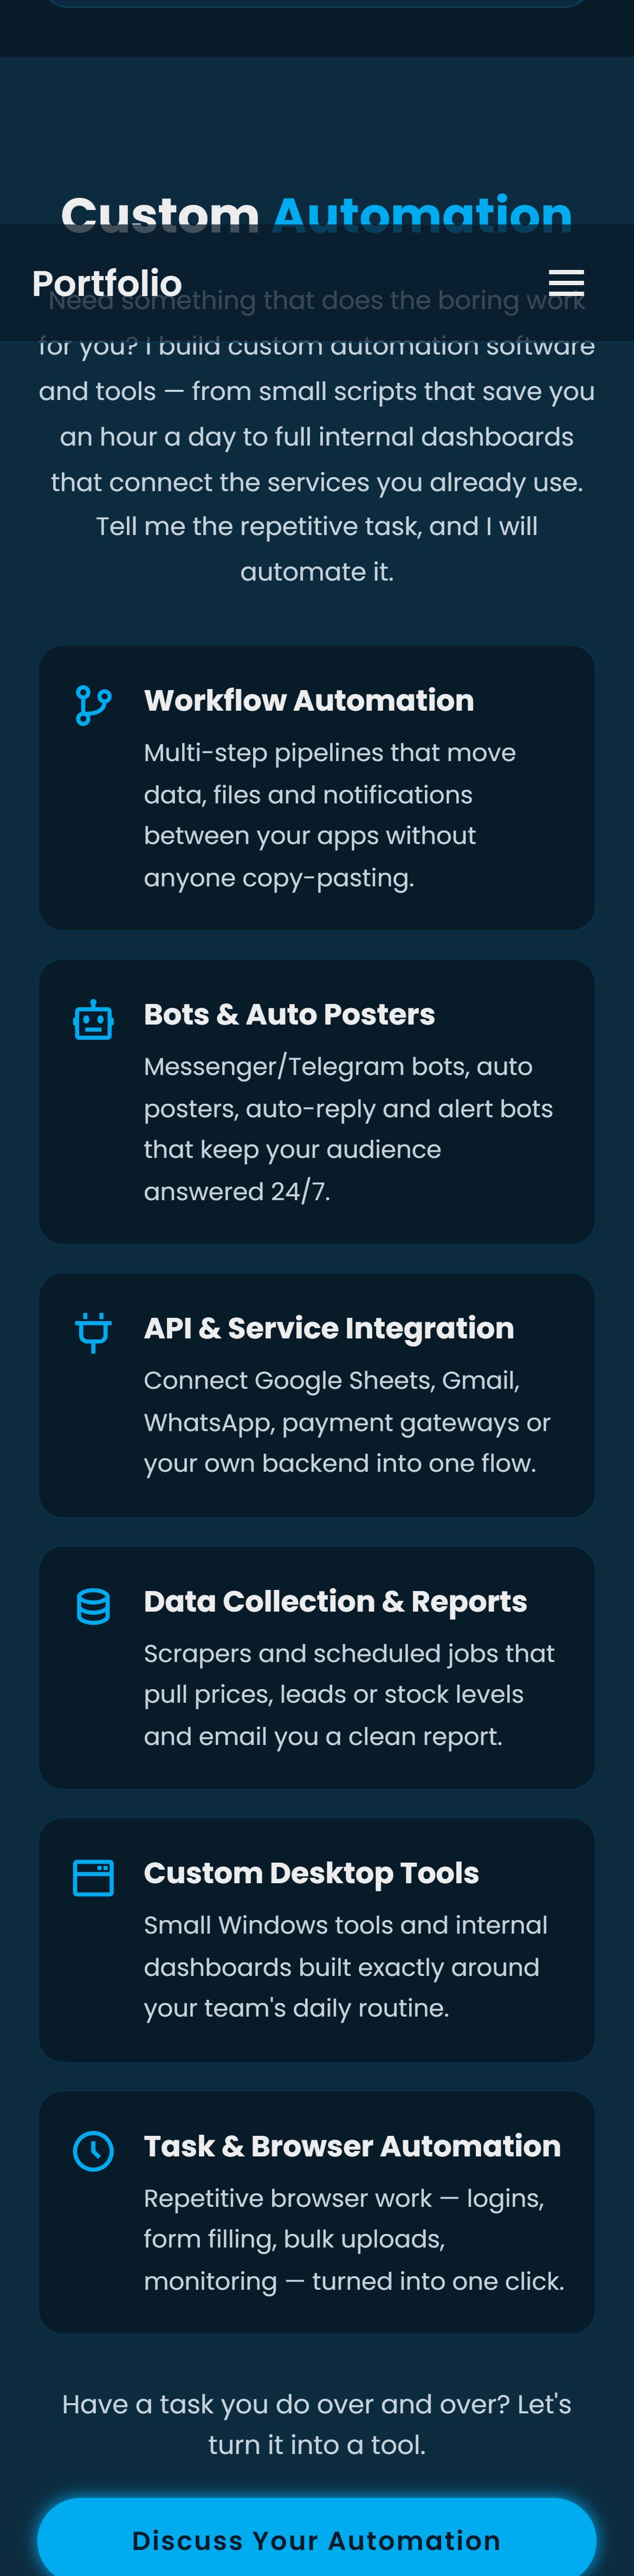 Custom Automation
Portfolio
Need something that does the boring work
for you? I build custom automation software
and tools — from small scripts that save you
an hour a day to full internal dashboards
that connect the services you already use.
Tell me the repetitive task, and I will
automate it.
Workflow Automation
Multi-step pipelines that move
data, files and notifications
between your apps without
anyone copy-pasting.
Bots & Auto Posters
Messenger/Telegram bots, auto
posters, auto-reply and alert bots
that keep your audience
answered 24/7.
API & Service Integration
Connect Google Sheets, Gmail,
WhatsApp, payment gateways or
your own backend into one flow.
Data Collection & Reports
Scrapers and scheduled jobs that
pull prices, leads or stock levels
and email you a clean report.
Custom Desktop Tools
Small Windows tools and internal
dashboards built exactly around
your team's daily routine.
Task & Browser Automation
Repetitive browser work — logins,
form filling, bulk uploads,
monitoring — turned into one click.
Have a task you do over and over? Let's
turn it into a tool.
Discuss Your Automation